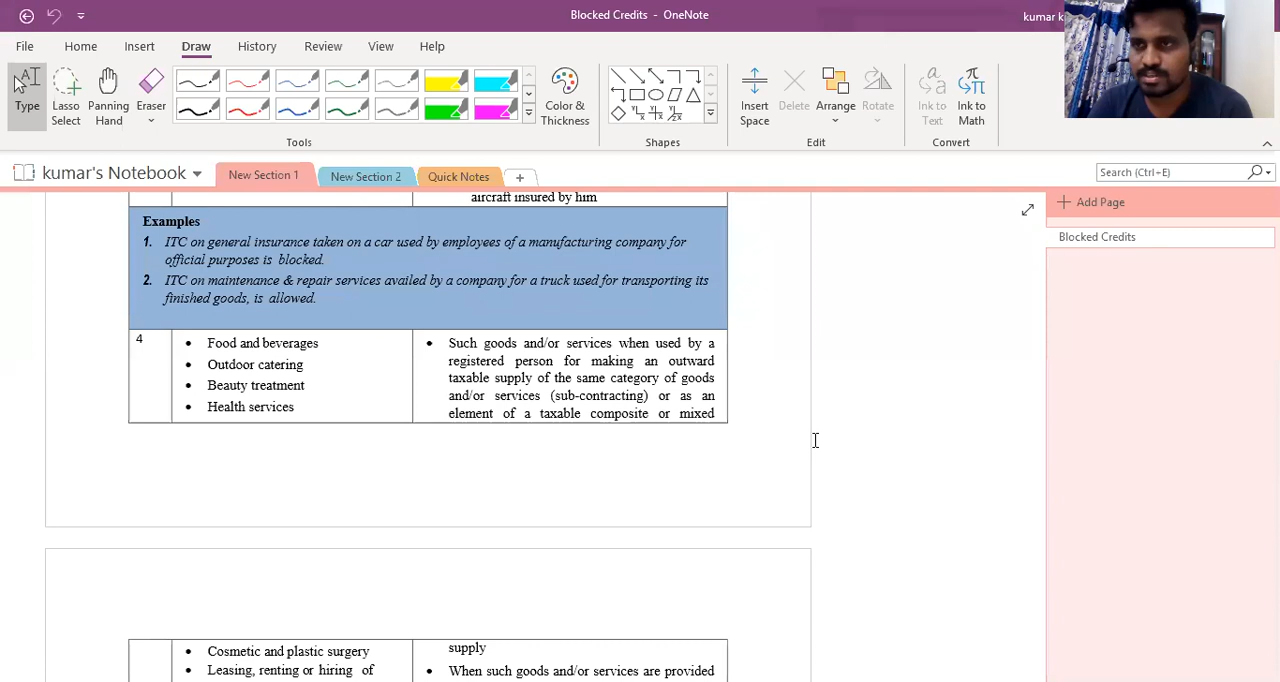 Blocked Credits - OneNote
kumar k
File Home Insert Draw History Review View Help
Type
Lasso Select
Panning Hand
Eraser
Color & Thickness
Insert Space
Delete
Arrange
Rotate
Ink to Text
Ink to Math
Tools
Shapes
Edit
Convert
kumar's Notebook
New Section 1
New Section 2
Quick Notes
Search (Ctrl+E)
Add Page
Blocked Credits
aircraft insured by him
Examples
1. ITC on general insurance taken on a car used by employees of a manufacturing company for
official purposes is blocked.
2. ITC on maintenance & repair services availed by a company for a truck used for transporting its
finished goods, is allowed.
4
• Food and beverages
• Outdoor catering
• Beauty treatment
• Health services
• Such goods and/or services when used by a
registered person for making an outward
taxable supply of the same category of goods
and/or services (sub-contracting) or as an
element of a taxable composite or mixed
• Cosmetic and plastic surgery
• Leasing, renting or hiring of
supply
• When such goods and/or services are provided